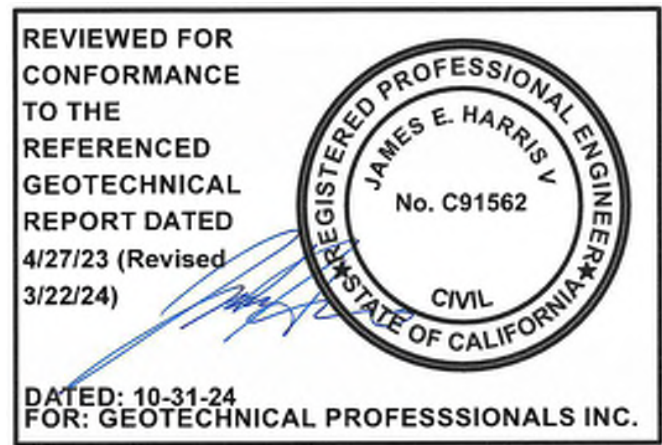 REVIEWED FOR
CONFORMANCE
TO THE
REFERENCED
GEOTECHNICAL
REPORT DATED
4/27/23 (Revised
3/22/24)
REGISTERED PROFESSIONAL ENGINEER
JAMES E. HARRIS V
No. C91562
CIVIL
STATE OF CALIFORNIA
DATED: 10-31-24
FOR: GEOTECHNICAL PROFESSSIONALS INC.